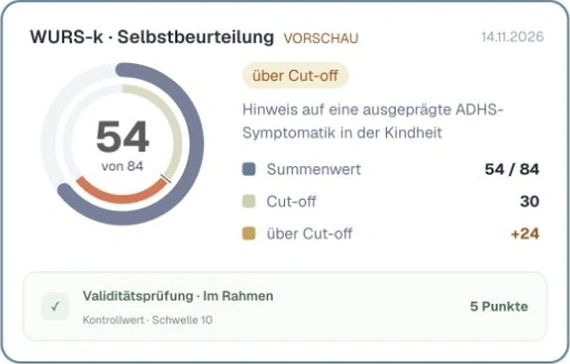 WURS-k · Selbstbeurteilung VORSCHAU 14.11.2026
über Cut-off
Hinweis auf eine ausgeprägte ADHS-
Symptomatik in der Kindheit
54
von 84
Summenwert 54 / 84
Cut-off 30
über Cut-off +24
✓ Validitätsprüfung · Im Rahmen 5 Punkte
Kontrollwert · Schwelle 10